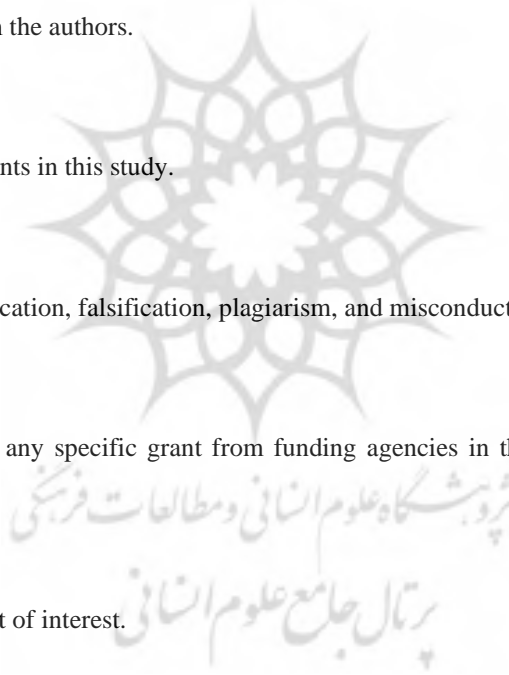 n the authors.
nts in this study.
cation, falsification, plagiarism, and misconduct
any specific grant from funding agencies in th
پژوهشگاه علوم انسانی و مطالعات فرهنگی
پرتال جامع علوم انسانی
t of interest.